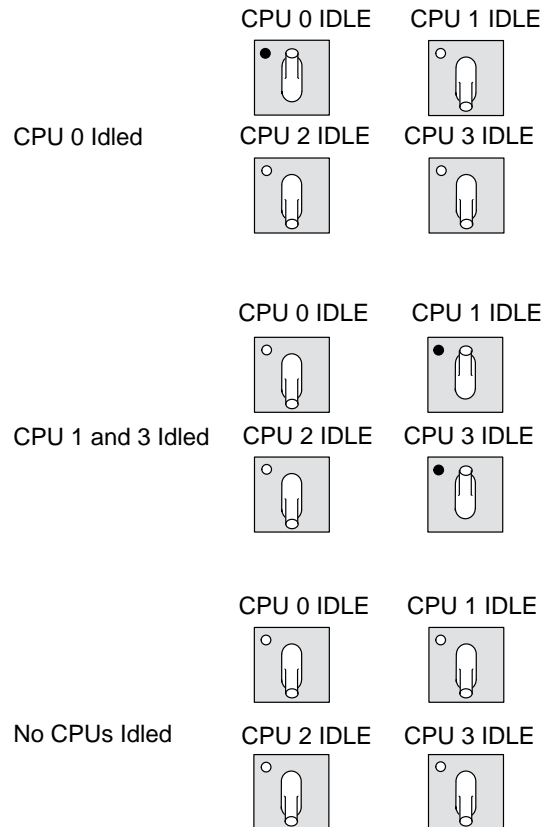 CPU 0 IDLE CPU 1 IDLE
CPU 0 Idled CPU 2 IDLE CPU 3 IDLE
CPU 0 IDLE CPU 1 IDLE
CPU 1 and 3 Idled CPU 2 IDLE CPU 3 IDLE
CPU 0 IDLE CPU 1 IDLE
No CPUs Idled CPU 2 IDLE CPU 3 IDLE